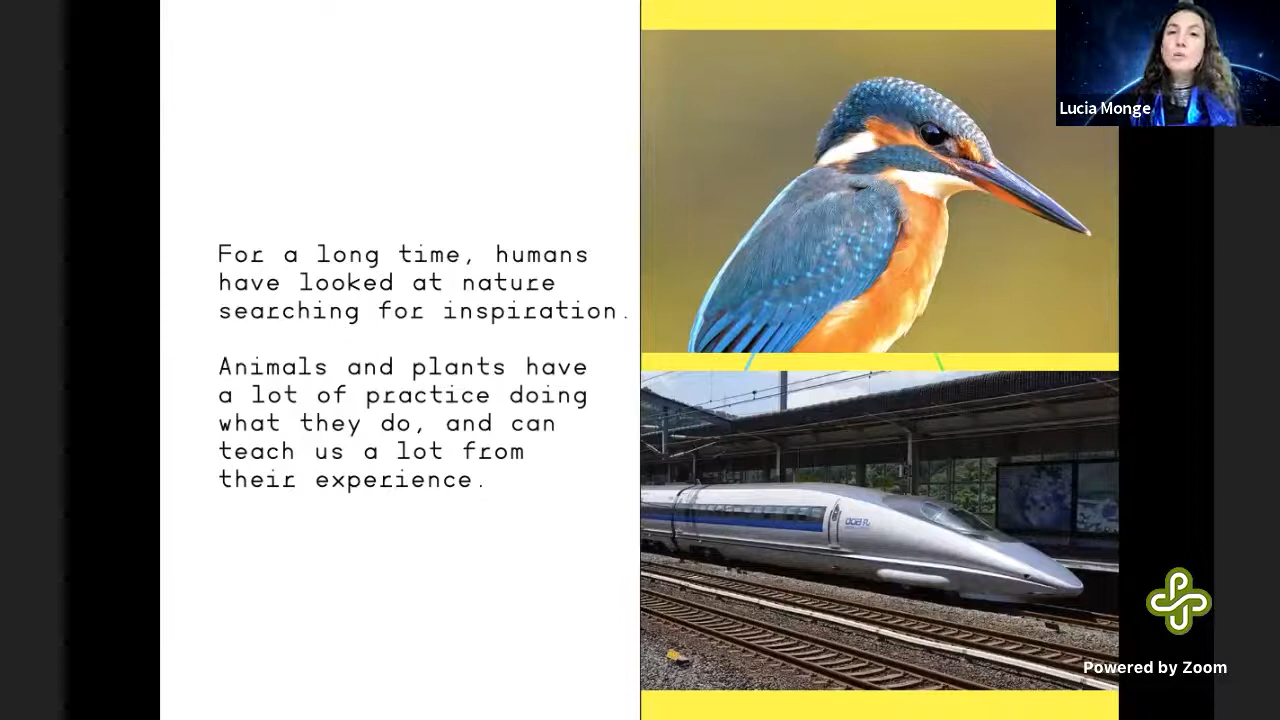 For a long time, humans
have looked at nature
searching for inspiration.
Animals and plants have
a lot of practice doing
what they do, and can
teach us a lot from
their experience.
Lucia Monge
Powered by Zoom